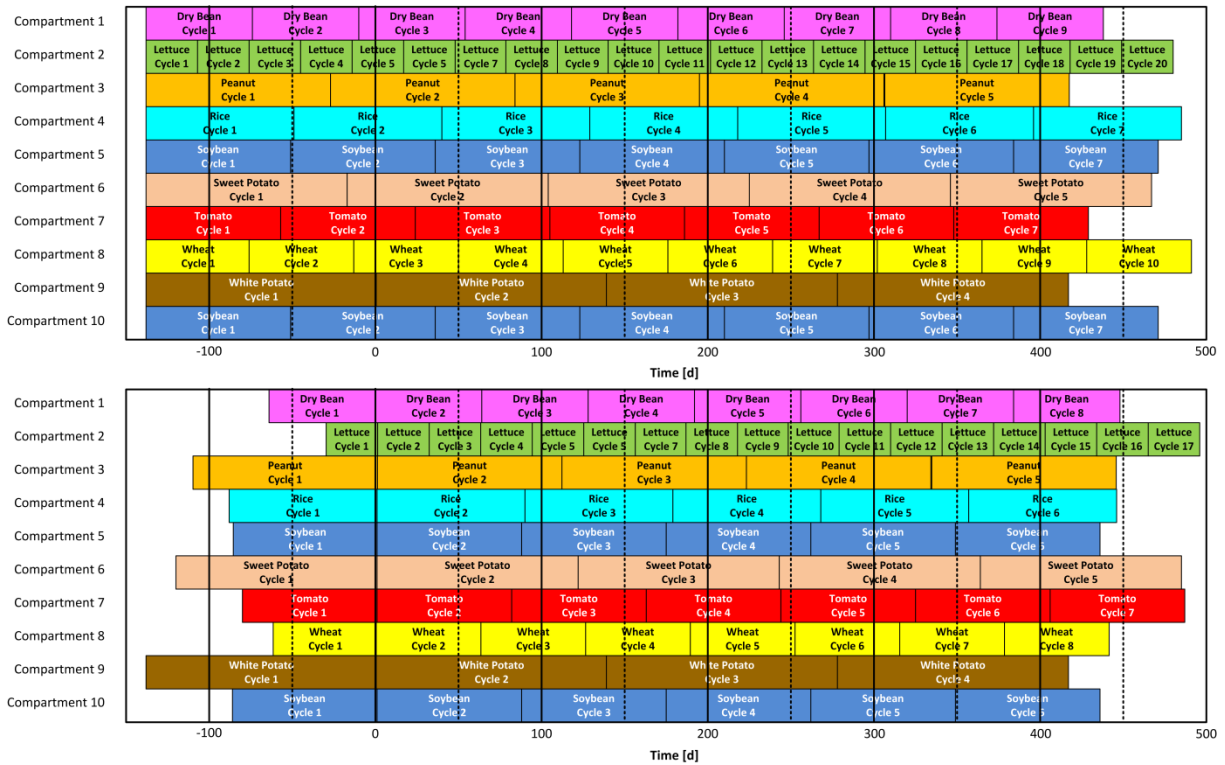 Compartment 1
Dry Bean Dry Bean Dry Bean Dry Bean Dry Bean Dry Bean Dry Bean Dry Bean Dry Bean
Cycle 1 Cycle 2 Cycle 3 Cycle 4 Cycle 5 Cycle 6 Cycle 7 Cycle 8 Cycle 9
Compartment 2
Lettuce Lettuce Lettuce Lettuce Lettuce Lettuce Lettuce Lettuce Lettuce Lettuce Lettuce Lettuce Lettuce Lettuce Lettuce Lettuce Lettuce Lettuce Lettuce Lettuce
Cycle 1 Cycle 2 Cycle 3 Cycle 4 Cycle 5 Cycle 5 Cycle 7 Cycle 8 Cycle 9 Cycle 10 Cycle 11 Cycle 12 Cycle 13 Cycle 14 Cycle 15 Cycle 16 Cycle 17 Cycle 18 Cycle 19 Cycle 20
Compartment 3
Peanut Peanut Peanut Peanut Peanut
Cycle 1 Cycle 2 Cycle 3 Cycle 4 Cycle 5
Compartment 4
Rice Rice Rice Rice Rice Rice Rice
Cycle 1 Cycle 2 Cycle 3 Cycle 4 Cycle 5 Cycle 6 Cycle 7
Compartment 5
Soybean Soybean Soybean Soybean Soybean Soybean Soybean
Cycle 1 Cycle 2 Cycle 3 Cycle 4 Cycle 5 Cycle 6 Cycle 7
Compartment 6
Sweet Potato Sweet Potato Sweet Potato Sweet Potato Sweet Potato
Cycle 1 Cycle 2 Cycle 3 Cycle 4 Cycle 5
Compartment 7
Tomato Tomato Tomato Tomato Tomato Tomato Tomato
Cycle 1 Cycle 2 Cycle 3 Cycle 4 Cycle 5 Cycle 6 Cycle 7
Compartment 8
Wheat Wheat Wheat Wheat Wheat Wheat Wheat Wheat Wheat Wheat
Cycle 1 Cycle 2 Cycle 3 Cycle 4 Cycle 5 Cycle 6 Cycle 7 Cycle 8 Cycle 9 Cycle 10
Compartment 9
White Potato White Potato White Potato White Potato
Cycle 1 Cycle 2 Cycle 3 Cycle 4
Compartment 10
Soybean Soybean Soybean Soybean Soybean Soybean Soybean
Cycle 1 Cycle 2 Cycle 3 Cycle 4 Cycle 5 Cycle 6 Cycle 7
-100 0 100 200 300 400 500
Time [d]
Compartment 1
Dry Bean Dry Bean Dry Bean Dry Bean Dry Bean Dry Bean Dry Bean Dry Bean
Cycle 1 Cycle 2 Cycle 3 Cycle 4 Cycle 5 Cycle 6 Cycle 7 Cycle 8
Compartment 2
Lettuce Lettuce Lettuce Lettuce Lettuce Lettuce Lettuce Lettuce Lettuce Lettuce Lettuce Lettuce Lettuce Lettuce Lettuce Lettuce Lettuce
Cycle 1 Cycle 2 Cycle 3 Cycle 4 Cycle 5 Cycle 5 Cycle 7 Cycle 8 Cycle 9 Cycle 10 Cycle 11 Cycle 12 Cycle 13 Cycle 14 Cycle 15 Cycle 16 Cycle 17
Compartment 3
Peanut Peanut Peanut Peanut Peanut
Cycle 1 Cycle 2 Cycle 3 Cycle 4 Cycle 5
Compartment 4
Rice Rice Rice Rice Rice Rice
Cycle 1 Cycle 2 Cycle 3 Cycle 4 Cycle 5 Cycle 6
Compartment 5
Soybean Soybean Soybean Soybean Soybean Soybean
Cycle 1 Cycle 2 Cycle 3 Cycle 4 Cycle 5 Cycle 6
Compartment 6
Sweet Potato Sweet Potato Sweet Potato Sweet Potato Sweet Potato
Cycle 1 Cycle 2 Cycle 3 Cycle 4 Cycle 5
Compartment 7
Tomato Tomato Tomato Tomato Tomato Tomato Tomato
Cycle 1 Cycle 2 Cycle 3 Cycle 4 Cycle 5 Cycle 6 Cycle 7
Compartment 8
Wheat Wheat Wheat Wheat Wheat Wheat Wheat Wheat
Cycle 1 Cycle 2 Cycle 3 Cycle 4 Cycle 5 Cycle 6 Cycle 7 Cycle 8
Compartment 9
White Potato White Potato White Potato White Potato
Cycle 1 Cycle 2 Cycle 3 Cycle 4
Compartment 10
Soybean Soybean Soybean Soybean Soybean Soybean
Cycle 1 Cycle 2 Cycle 3 Cycle 4 Cycle 5 Cycle 6
-100 0 100 200 300 400 500
Time [d]